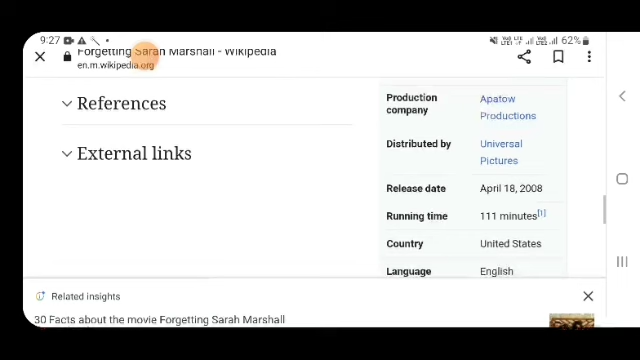 9:27
62%
Forgetting Sarah Marshall - Wikipedia
en.m.wikipedia.org
References
External links
Production company
Apatow Productions
Distributed by
Universal Pictures
Release date
April 18, 2008
Running time
111 minutes[1]
Country
United States
Language
English
Related insights
30 Facts about the movie Forgetting Sarah Marshall